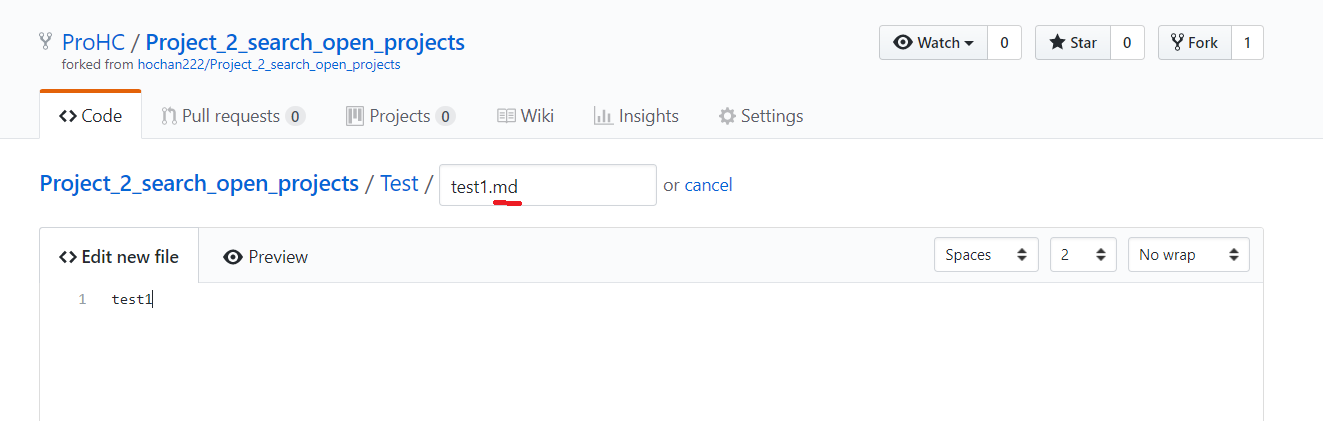 ProHC / Project_2_search_open_projects Watch 0 Star 0 Fork 1
forked from hochan222/Project_2_search_open_projects
Code Pull requests 0 Projects 0 Wiki Insights Settings
Project_2_search_open_projects / Test / test1.md or cancel
Edit new file Preview Spaces 2 No wrap
1 test1